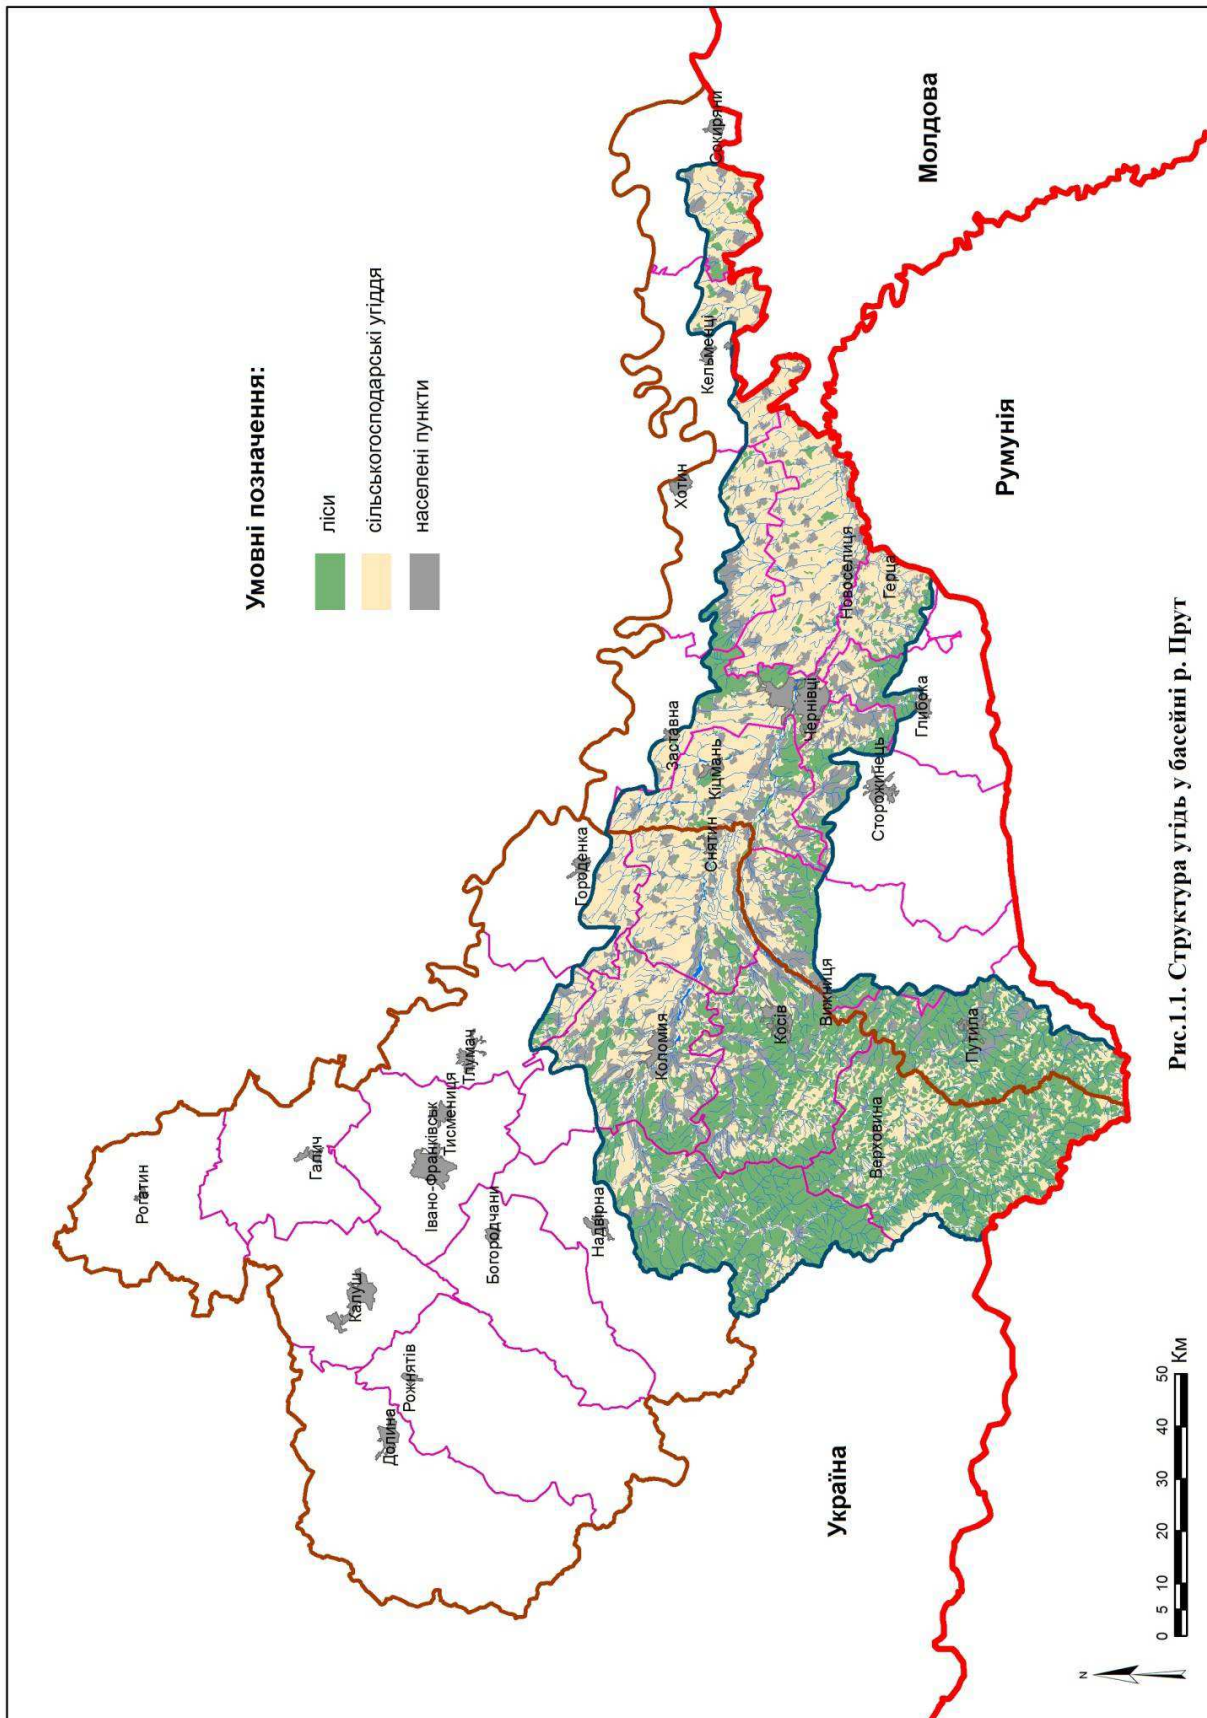 Умовні позначення:
ліси
сільськогосподарські угіддя
населені пункти
Рогатин
Галич
Калуш
Івано-Франківськ
Тисмениця
Тлумач
Долина
Рожнятів
Богородчани
Надвірна
Городенка
Коломия
Снятин
Заставна
Кіцмань
Хотин
Кельменці
Сокиряни
Косів
Вижниця
Чернівці
Новоселиця
Герца
Сторожинець
Глибока
Верховина
Путила
Україна
Румунія
Молдова
N
0 5 10 20 30 40 50
Км
Рис.1.1. Структура угідь у басейні р. Прут